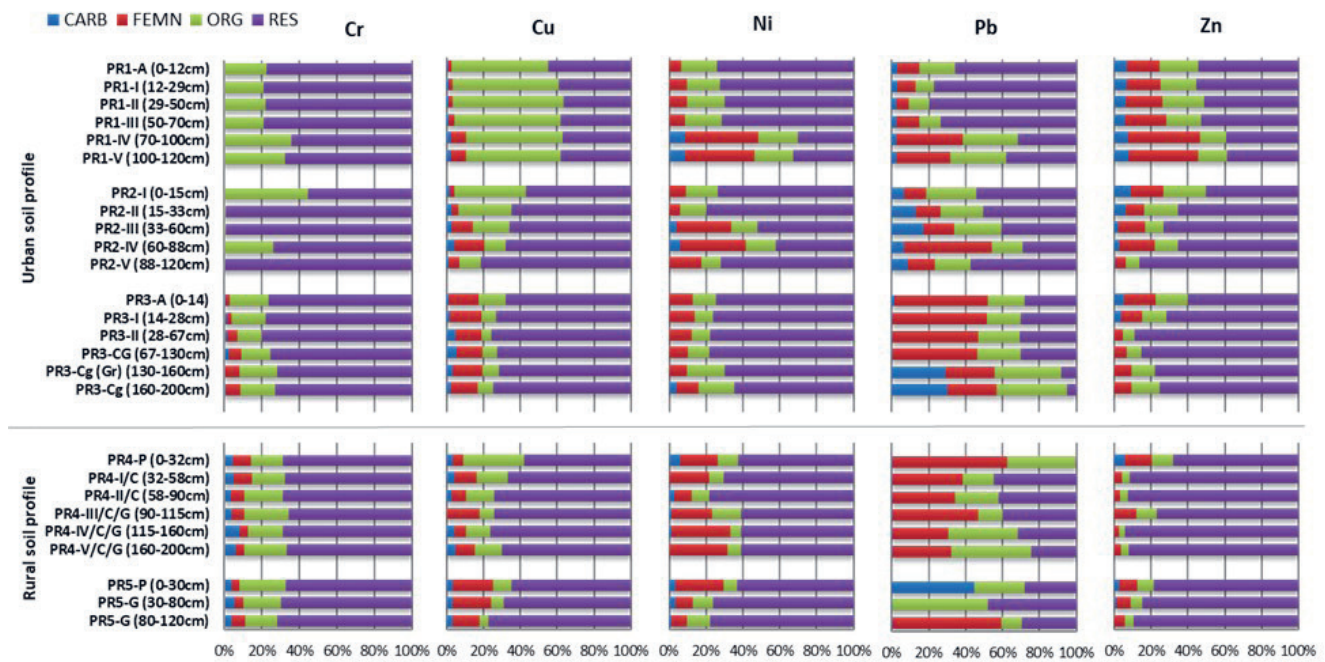 CARB FEMN ORG RES
Cr Cu Ni Pb Zn
Urban soil profile
PR1-A (0-12cm)
PR1-I (12-29cm)
PR1-II (29-50cm)
PR1-III (50-70cm)
PR1-IV (70-100cm)
PR1-V (100-120cm)
PR2-I (0-15cm)
PR2-II (15-33cm)
PR2-III (33-60cm)
PR2-IV (60-88cm)
PR2-V (88-120cm)
PR3-A (0-14)
PR3-I (14-28cm)
PR3-II (28-67cm)
PR3-CG (67-130cm)
PR3-Cg (Gr) (130-160cm)
PR3-Cg (160-200cm)
Rural soil profile
PR4-P (0-32cm)
PR4-I/C (32-58cm)
PR4-II/C (58-90cm)
PR4-III/C/G (90-115cm)
PR4-IV/C/G (115-160cm)
PR4-V/C/G (160-200cm)
PR5-P (0-30cm)
PR5-G (30-80cm)
PR5-G (80-120cm)
0% 20% 40% 60% 80% 100% 0% 20% 40% 60% 80% 100% 0% 20% 40% 60% 80% 100% 0% 20% 40% 60% 80% 100% 0% 20% 40% 60% 80% 100%